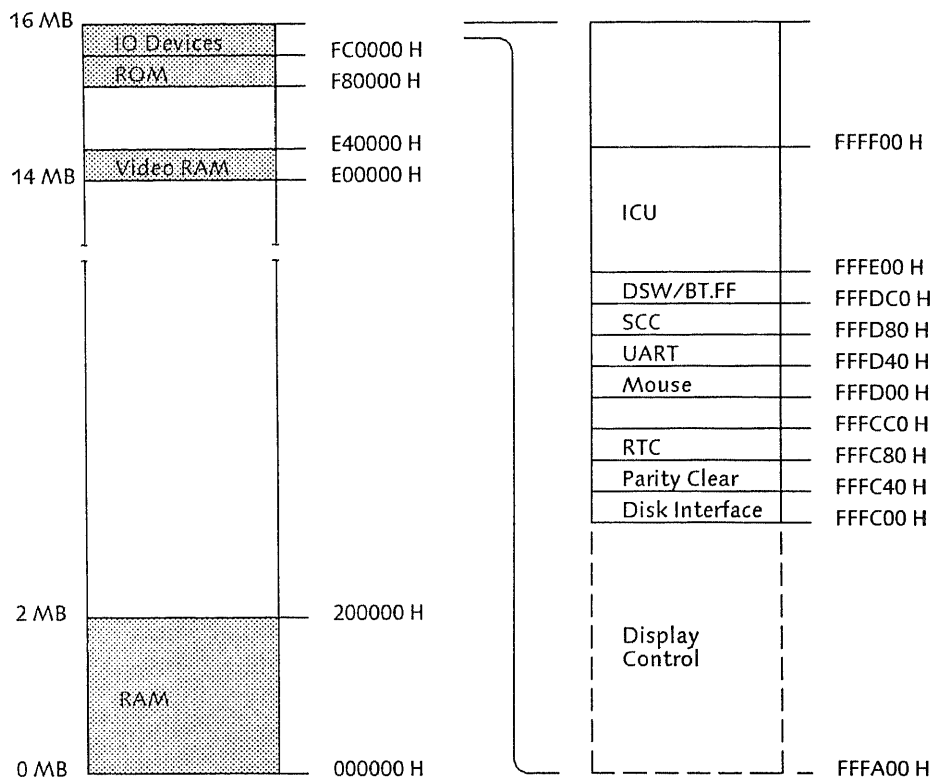 16 MB
IO Devices
FC0000 H
ROM
F80000 H
E40000 H
Video RAM
14 MB
E00000 H
2 MB
200000 H
RAM
0 MB
000000 H
FFFF00 H
ICU
FFFE00 H
DSW/BT.FF
FFFDC0 H
SCC
FFFD80 H
UART
FFFD40 H
Mouse
FFFD00 H
FFFCC0 H
RTC
FFFC80 H
Parity Clear
FFFC40 H
Disk Interface
FFFC00 H
Display
Control
FFFA00 H